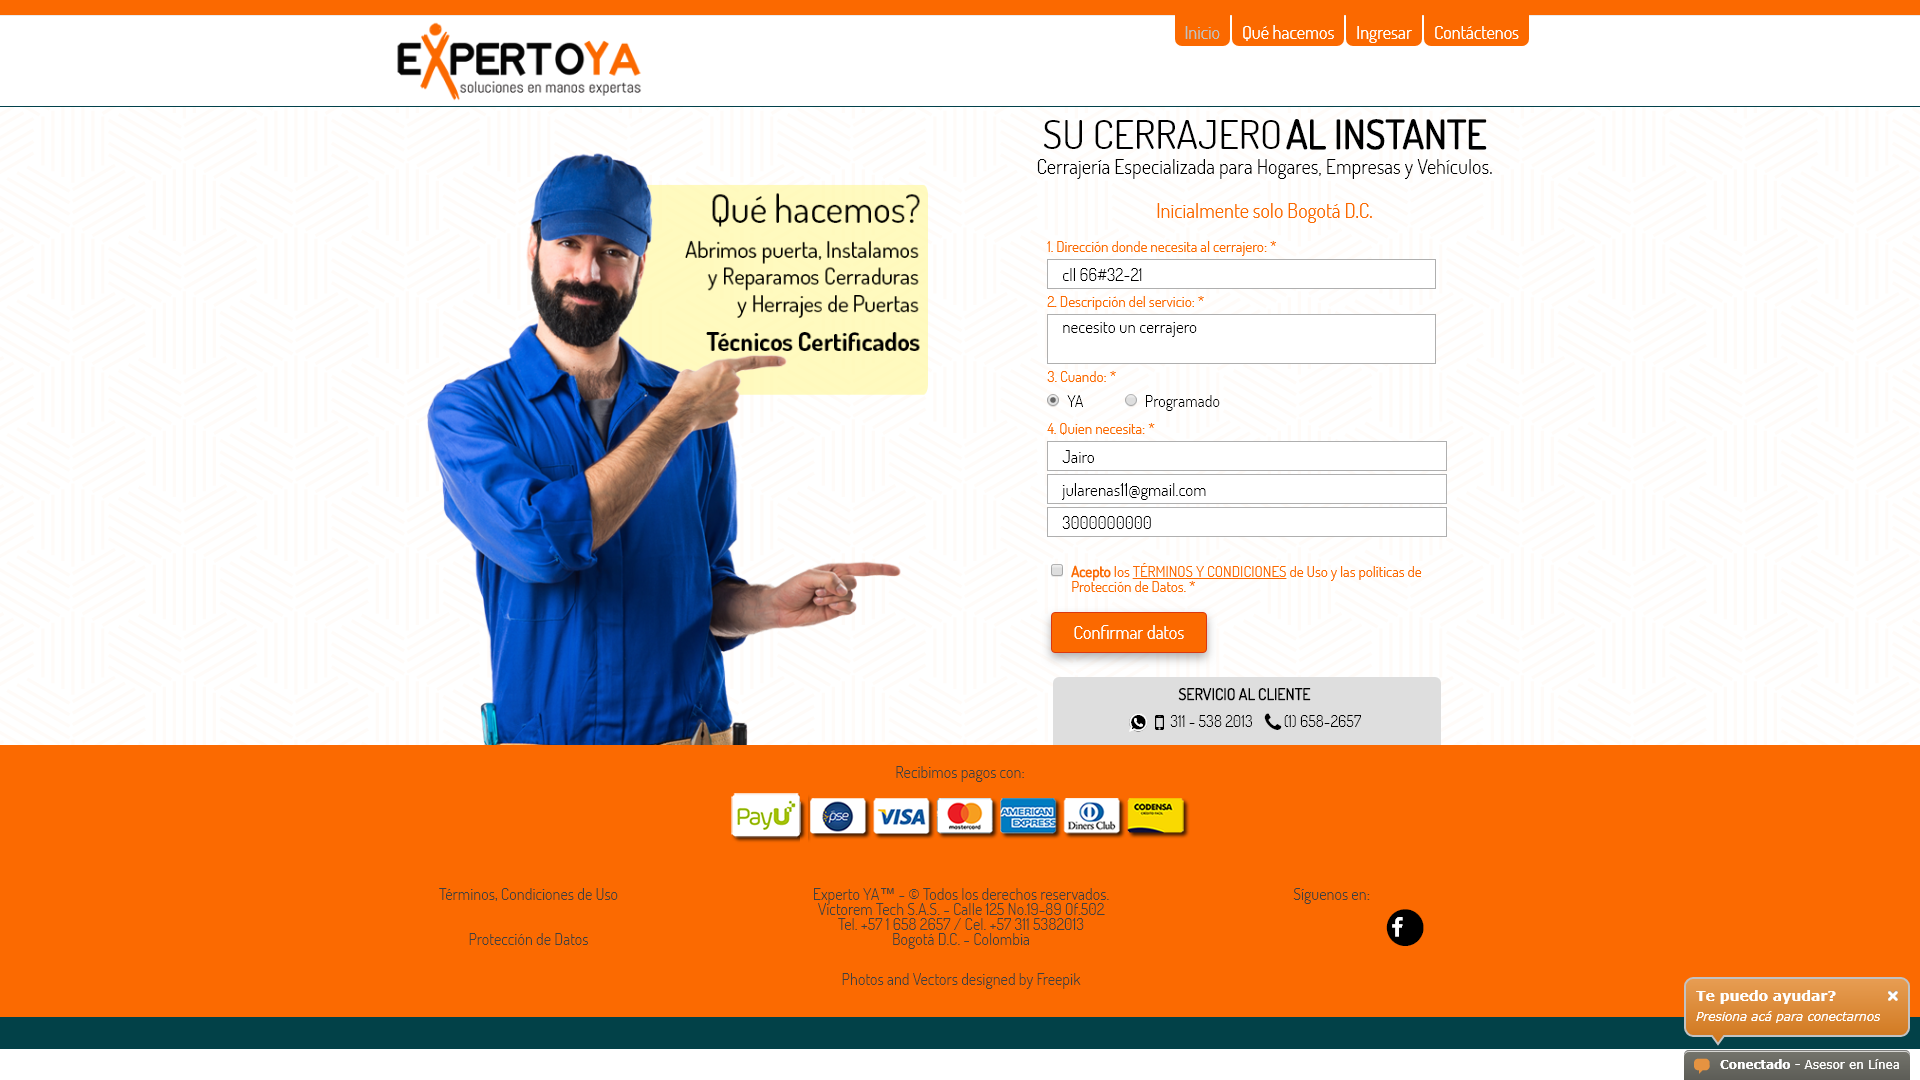 Inicio
Qué hacemos
Ingresar
Contáctenos
EXPERTOYA
soluciones en manos expertas
SU CERRAJERO AL INSTANTE
Cerrajería Especializada para Hogares, Empresas y Vehículos.
Qué hacemos?
Abrimos puerta, Instalamos
y Reparamos Cerraduras
y Herrajes de Puertas
Técnicos Certificados
Inicialmente solo Bogotá D.C.
1. Dirección donde necesita al cerrajero: *
cll 66#32-21
2. Descripción del servicio: *
necesito un cerrajero
3. Cuando: *
YA
Programado
4. Quien necesita: *
Jairo
jularenas11@gmail.com
3000000000
Acepto los TÉRMINOS Y CONDICIONES de Uso y las políticas de
Protección de Datos. *
Confirmar datos
SERVICIO AL CLIENTE
311 - 538 2013
(1) 658-2657
Recibimos pagos con:
PayU
pse
VISA
mastercard
AMERICAN EXPRESS
Diners Club
CODENSA
Términos, Condiciones de Uso
Protección de Datos
Experto YA™ - © Todos los derechos reservados.
Victorem Tech S.A.S. - Calle 125 No.19-89 Of.502
Tel. +57 1 658 2657 / Cel. +57 311 5382013
Bogotá D.C. - Colombia
Photos and Vectors designed by Freepik
Síguenos en:
Te puedo ayudar?
Presiona acá para conectarnos
Conectado - Asesor en Línea